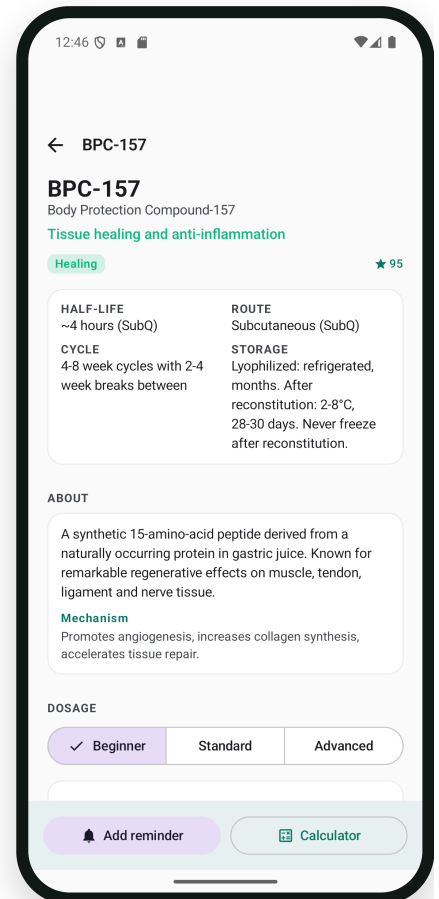 12:46
BPC-157
BPC-157
Body Protection Compound-157
Tissue healing and anti-inflammation
Healing
95
HALF-LIFE
~4 hours (SubQ)
ROUTE
Subcutaneous (SubQ)
CYCLE
4-8 week cycles with 2-4
week breaks between
STORAGE
Lyophilized: refrigerated,
months. After
reconstitution: 2-8°C,
28-30 days. Never freeze
after reconstitution.
ABOUT
A synthetic 15-amino-acid peptide derived from a
naturally occurring protein in gastric juice. Known for
remarkable regenerative effects on muscle, tendon,
ligament and nerve tissue.
Mechanism
Promotes angiogenesis, increases collagen synthesis,
accelerates tissue repair.
DOSAGE
Beginner
Standard
Advanced
Add reminder
Calculator